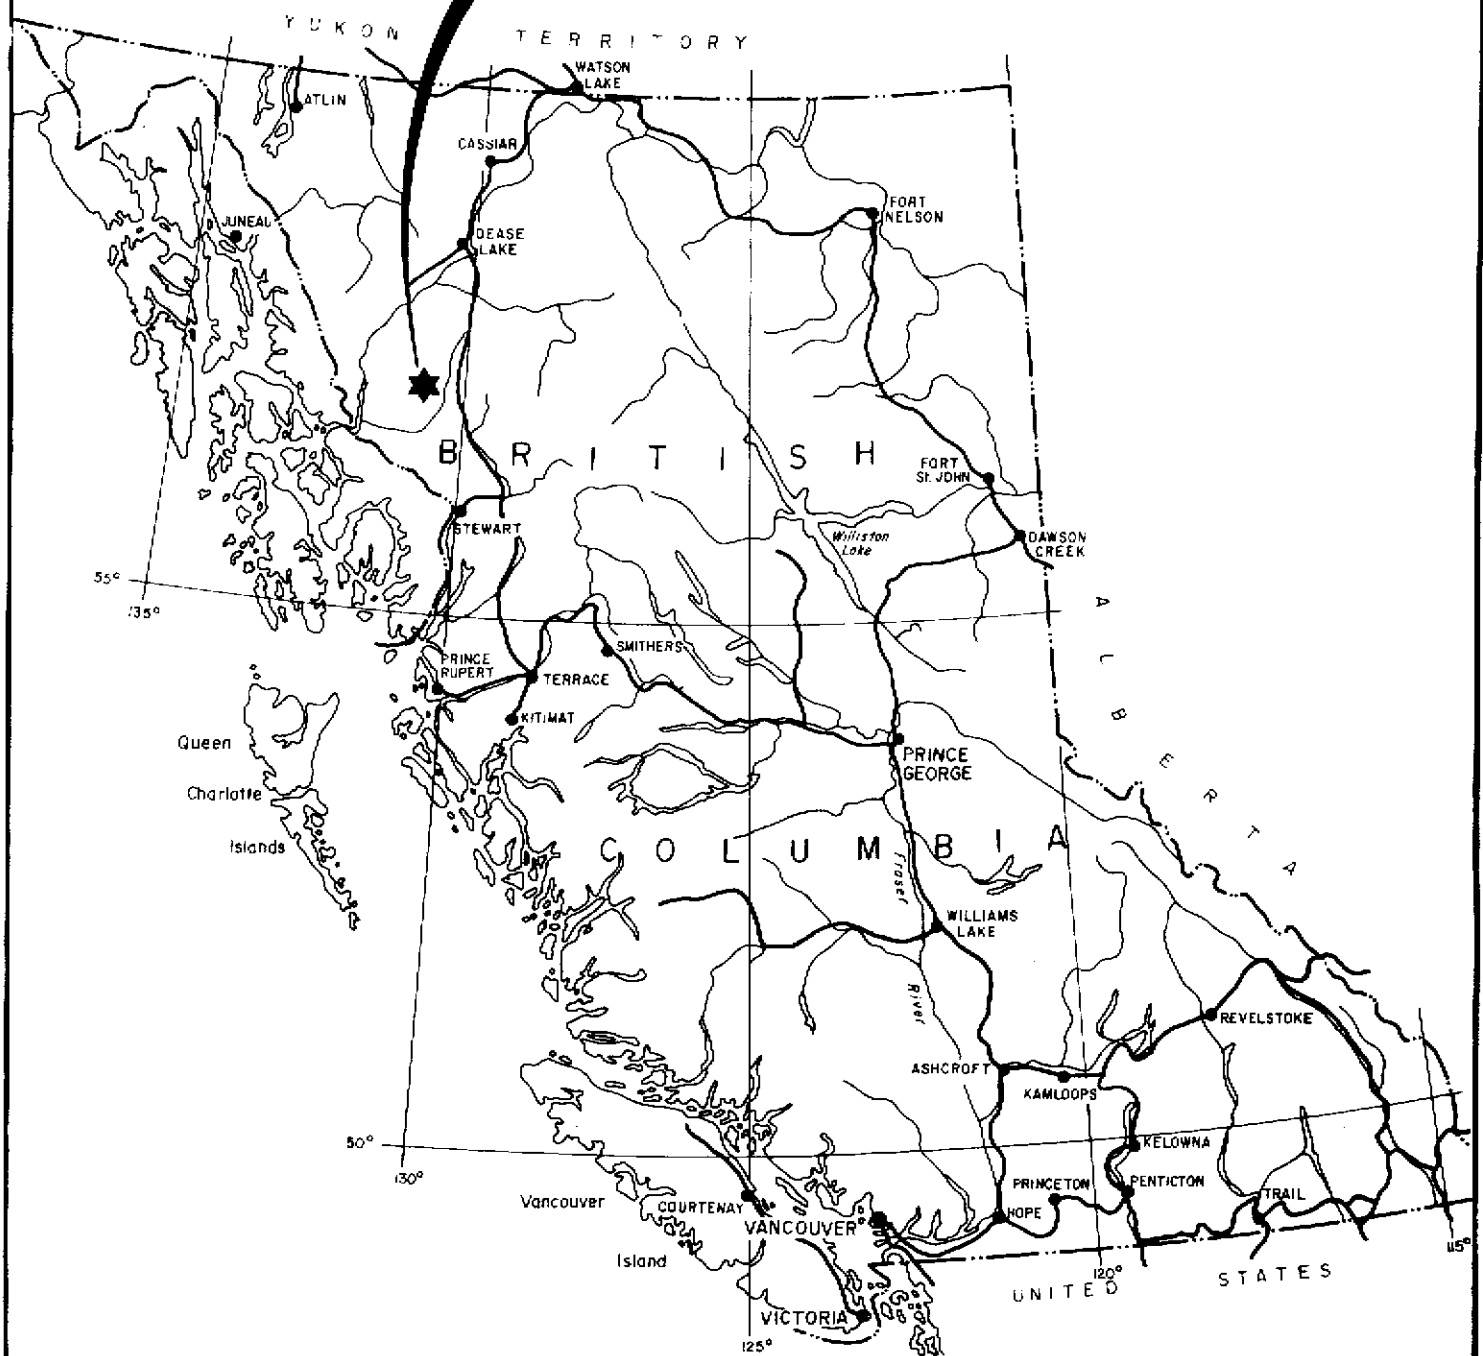 YUKON TERRITORY
WATSON
LAKE
ATLIN
CASSIAR
FORT
NELSON
JUNEAU
DEASE
LAKE
BRITISH
FORT
St. JOHN
STEWART
Williston
Lake
DAWSON
CREEK
55°
135°
ALBERTA
SMITHERS
PRINCE
RUPERT
TERRACE
KITIMAT
Queen
Charlotte
Islands
PRINCE
GEORGE
COLUMBIA
Fraser
River
WILLIAMS
LAKE
REVELSTOKE
ASHCROFT
KAMLOOPS
50°
130°
KELOWNA
PRINCETON
PENTICTON
TRAIL
Vancouver
Island
COURTENAY
VANCOUVER
HOPE
115°
120°
UNITED STATES
VICTORIA
125°